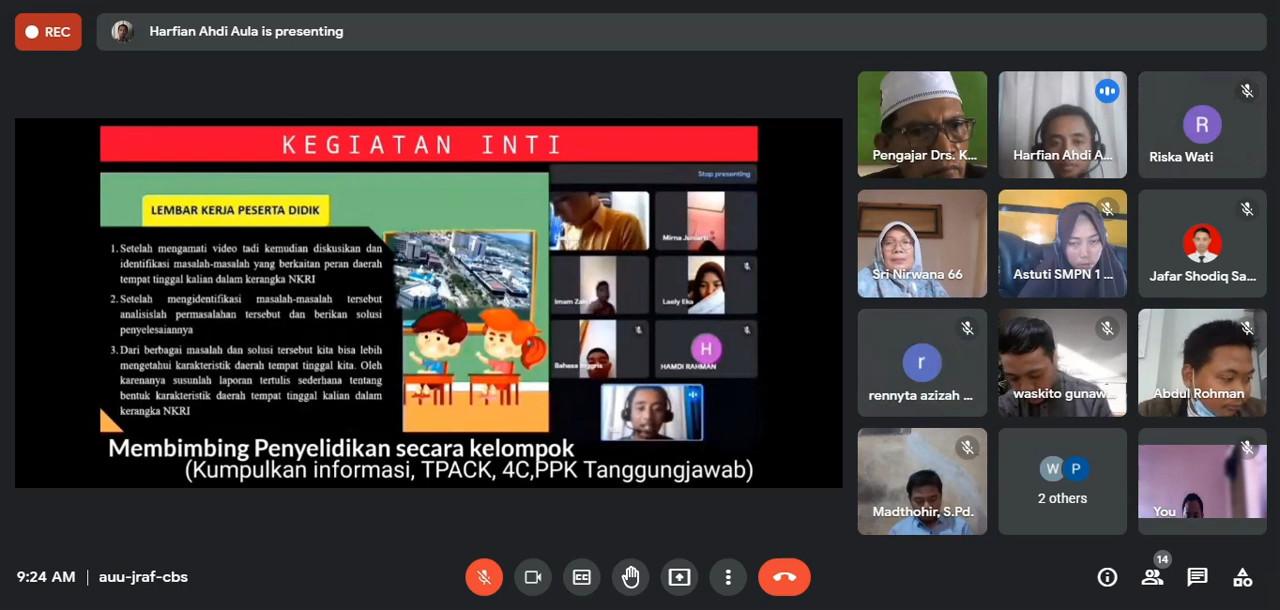 REC
Harfian Ahdi Aula is presenting
KEGIATAN INTI
Stop presenting
LEMBAR KERJA PESERTA DIDIK
1. Setelah mengamati video tadi kemudian diskusikan dan
identifikasi masalah-masalah yang berkaitan peran daerah
tempat tinggal kalian dalam kerangka NKRI
2. Setelah mengidentifikasi masalah-masalah tersebut
analisislah permasalahan tersebut dan berikan solusi
penyelesaiannya
3. Dari berbagai masalah dan solusi tersebut kita bisa lebih
mengetahui karakteristik daerah tempat tinggal kita. Oleh
karenanya susunlah laporan tertulis sederhana tentang
bentuk karakteristik daerah tempat tinggal kalian dalam
kerangka NKRI
Mirna Juniarti
Imam Zah
Laely Eka
Bahasa Inggris
H
HAMDI RAHMAN
Membimbing Penyelidikan secara kelompok
(Kumpulkan informasi, TPACK, 4C,PPK Tanggungjawab)
Pengajar Drs. K...
Harfian Ahdi A...
R
Riska Wati
Sri Nirwana 66
Astuti SMPN 1 ...
Jafar Shodiq Sa...
r
rennyta azizah ...
waskito gunaw...
Abdul Rohman
Madthohir, S.Pd.
W P
2 others
You
9:24 AM | auu-jraf-cbs
CC
14